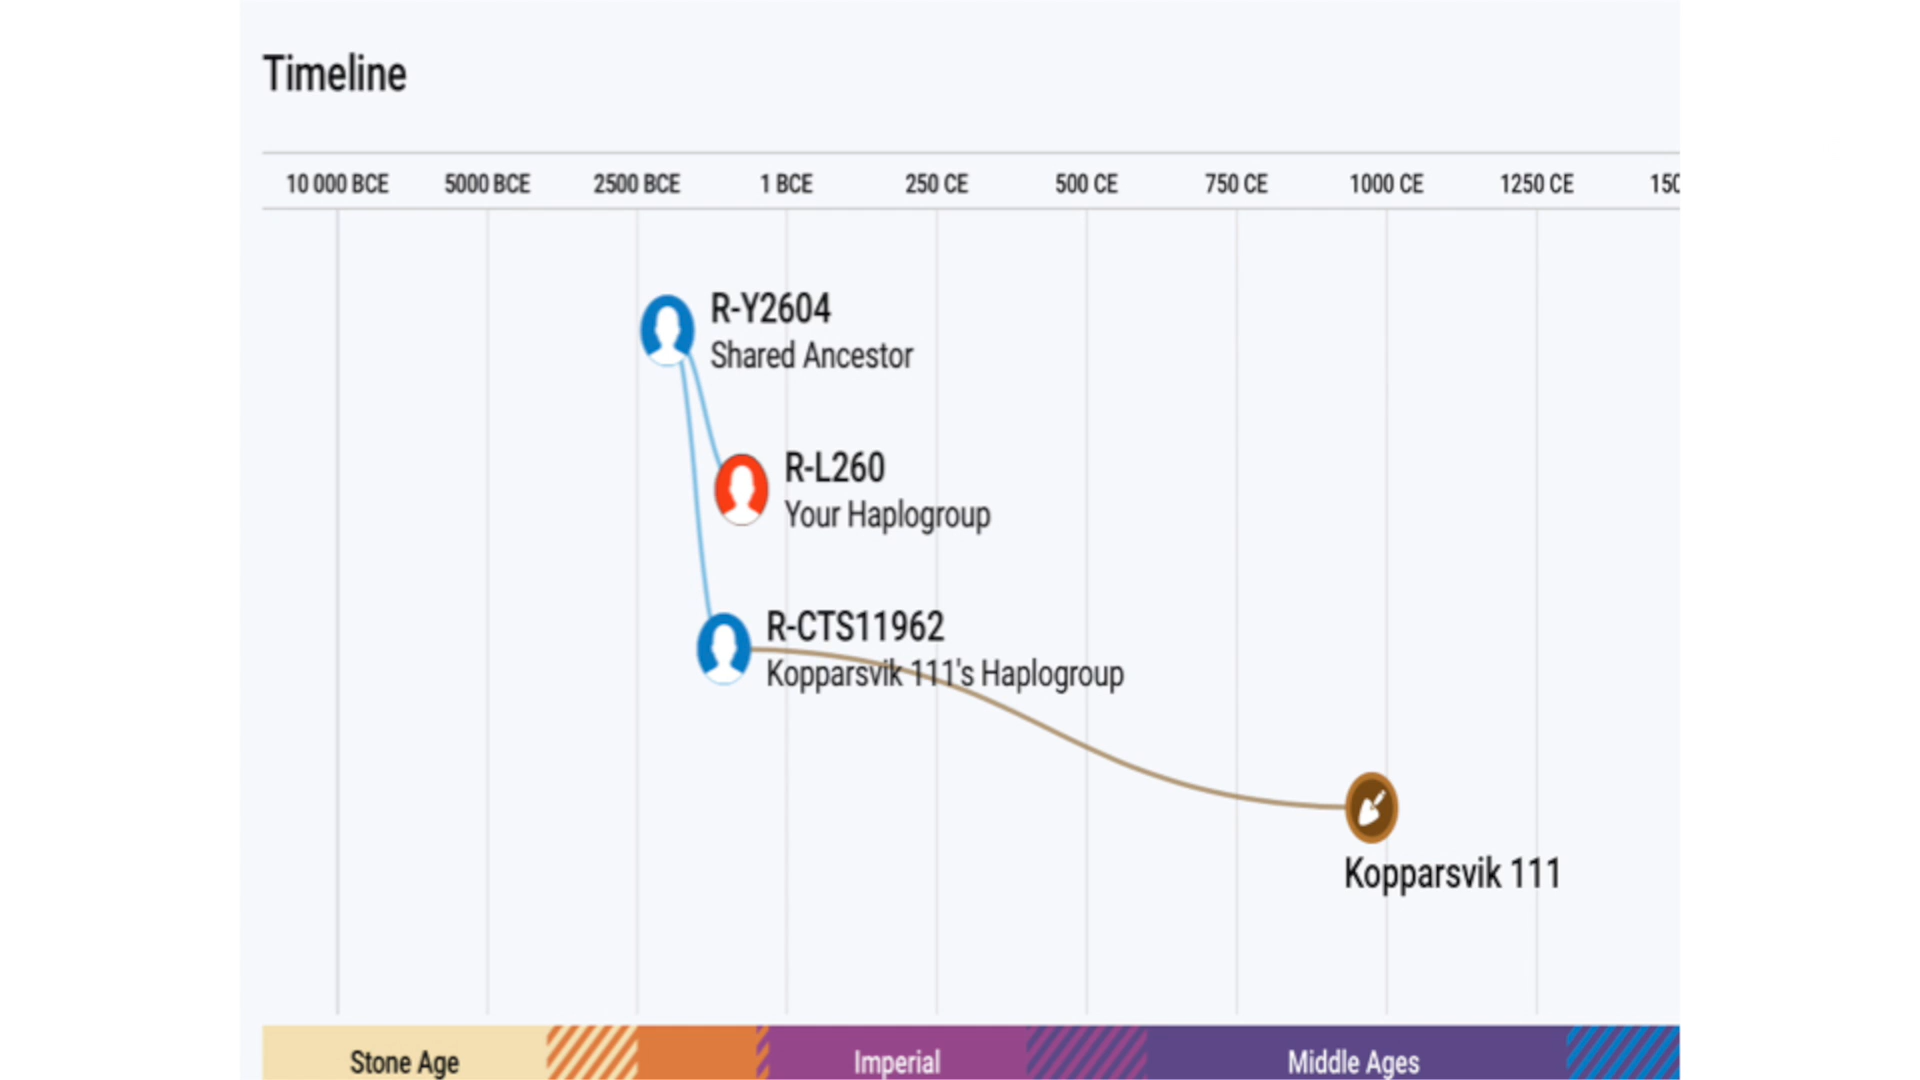 Timeline
10 000 BCE 5000 BCE 2500 BCE 1 BCE 250 CE 500 CE 750 CE 1000 CE 1250 CE 150
R-Y2604
Shared Ancestor
R-L260
Your Haplogroup
R-CTS11962
Kopparsvik 111's Haplogroup
Kopparsvik 111
Stone Age Imperial Middle Ages